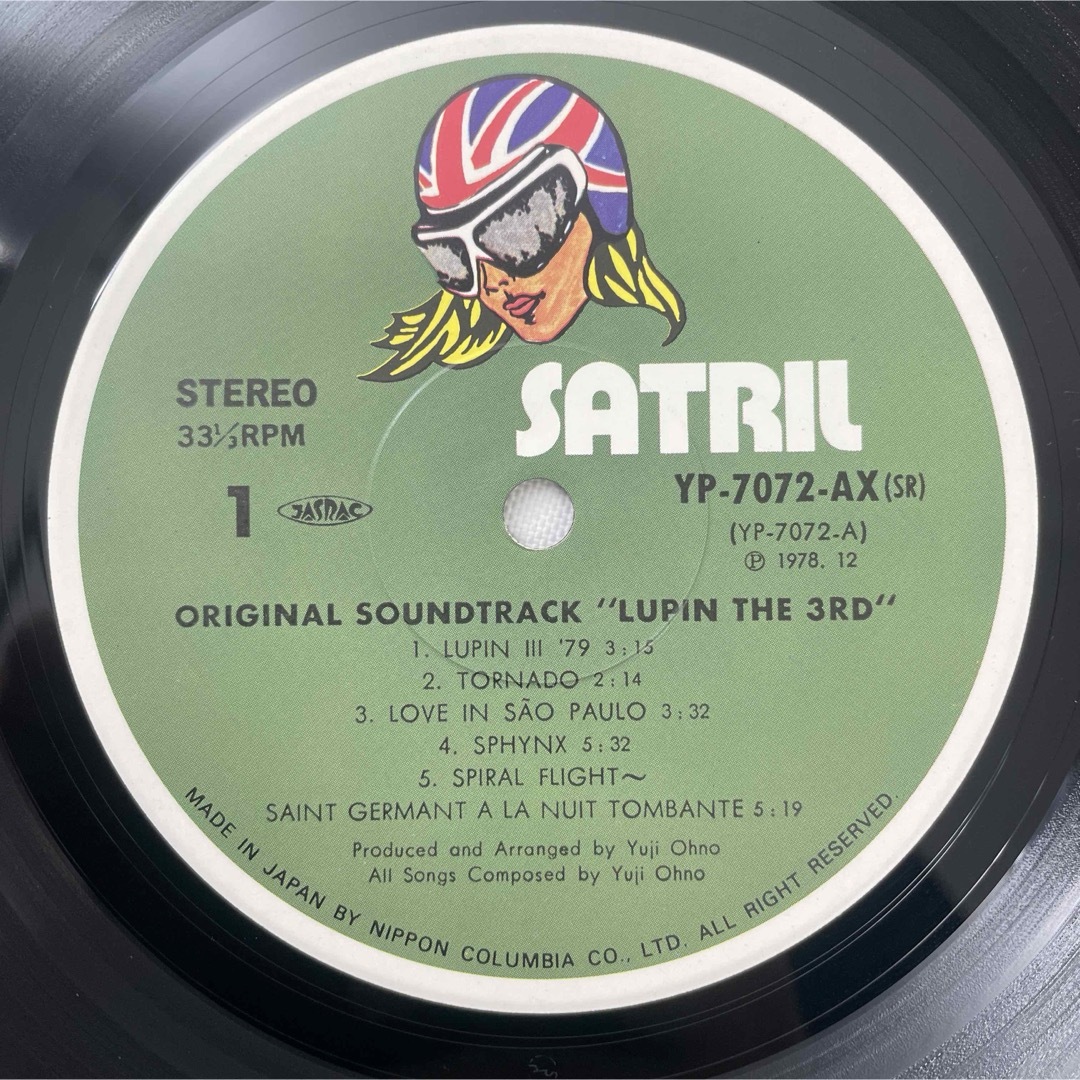 SATRIL
STEREO
33⅓RPM
1 JASRAC
YP-7072-AX(SR)
(YP-7072-A)
Ⓟ 1978. 12
ORIGINAL SOUNDTRACK "LUPIN THE 3RD"
1. LUPIN III '79 3:15
2. TORNADO 2:14
3. LOVE IN SÃO PAULO 3:32
4. SPHYNX 5:32
5. SPIRAL FLIGHT～
SAINT GERMANT A LA NUIT TOMBANTE 5:19
Produced and Arranged by Yuji Ohno
All Songs Composed by Yuji Ohno
MADE IN JAPAN BY NIPPON COLUMBIA CO., LTD. ALL RIGHT RESERVED.